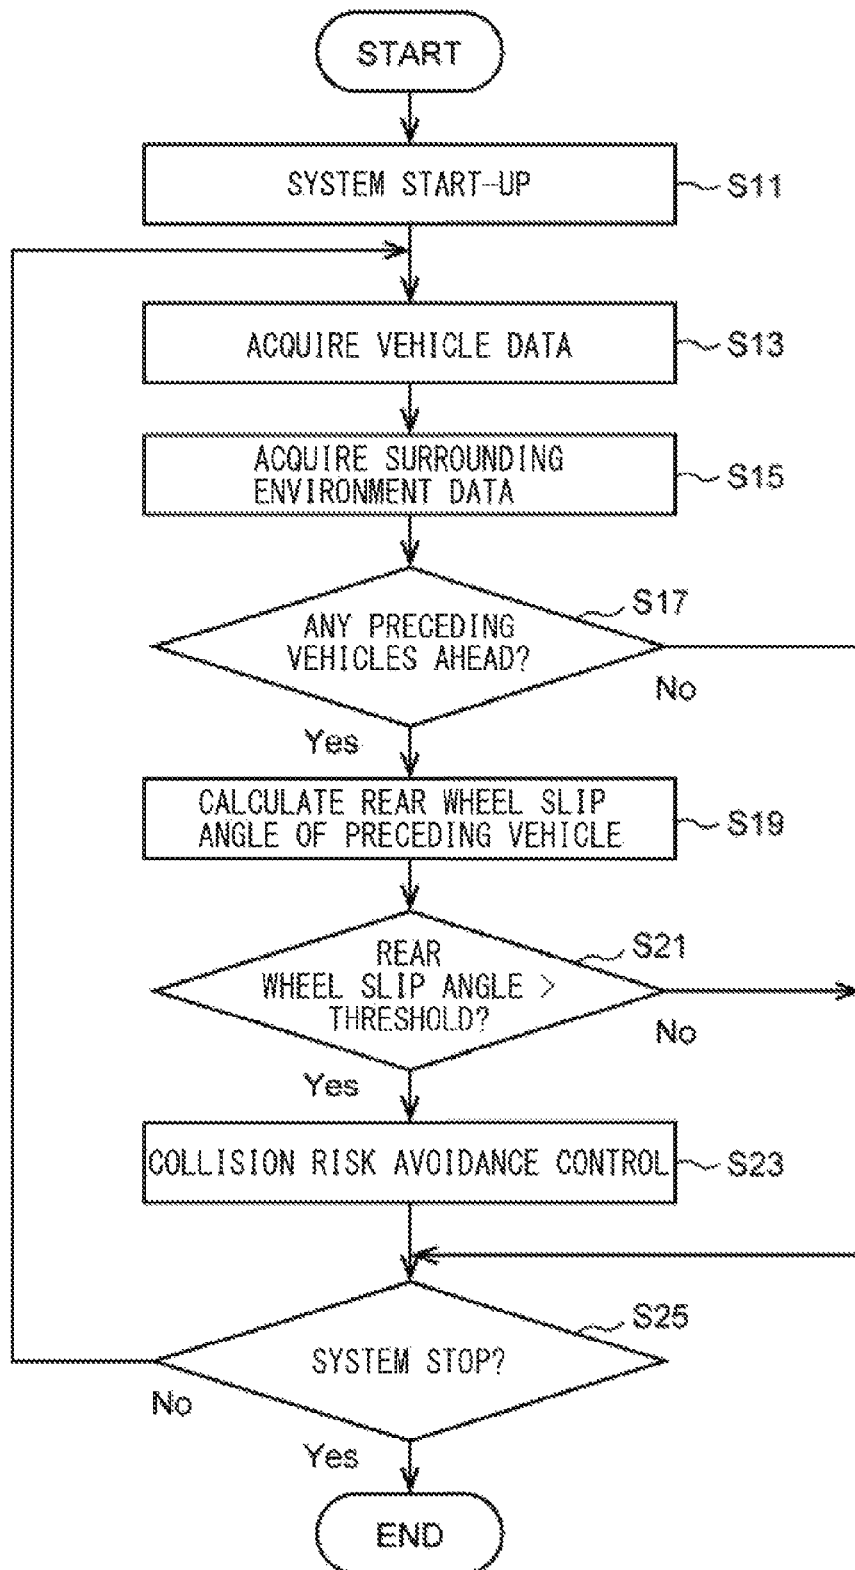 START
SYSTEM START-UP
S11
ACQUIRE VEHICLE DATA
S13
ACQUIRE SURROUNDING
ENVIRONMENT DATA
S15
S17
ANY PRECEDING
VEHICLES AHEAD?
No
Yes
CALCULATE REAR WHEEL SLIP
ANGLE OF PRECEDING VEHICLE
S19
S21
REAR
WHEEL SLIP ANGLE >
THRESHOLD?
No
Yes
COLLISION RISK AVOIDANCE CONTROL
S23
S25
SYSTEM STOP?
No
Yes
END